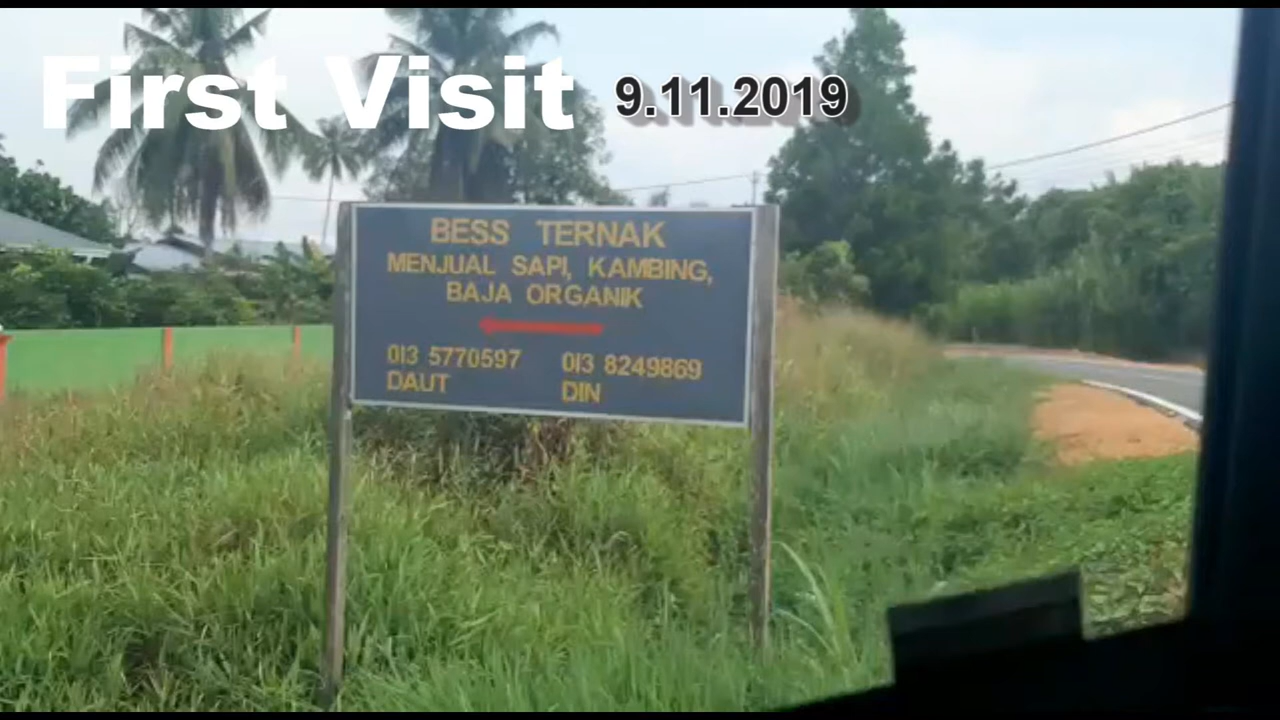 First Visit 9.11.2019
BESS TERNAK
MENJUAL SAPI, KAMBING,
BAJA ORGANIK
013 5770597 013 8249869
DAUT DIN